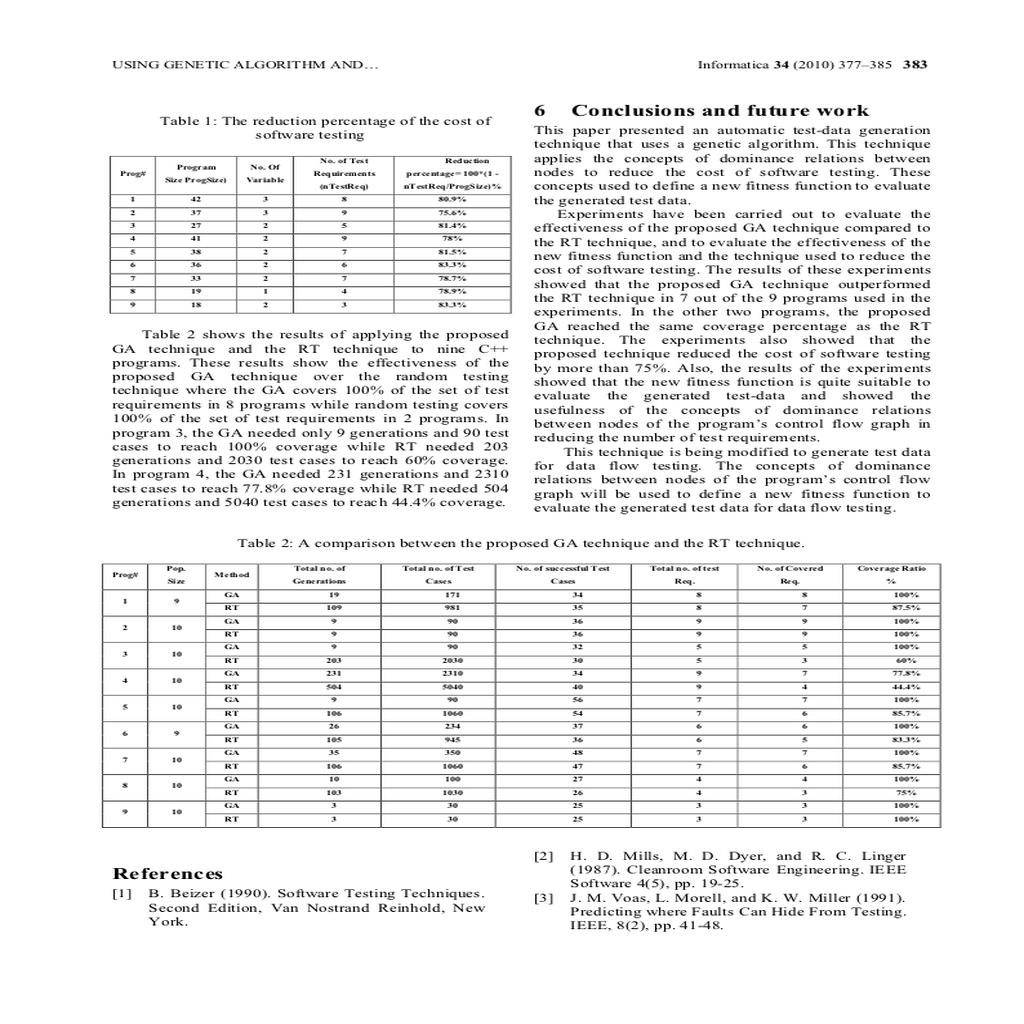 USING GENETIC ALGORITHM AND…
Informatica 34 (2010) 377–385 383
Table 1: The reduction percentage of the cost of
software testing
Prog# | Program Size ProgSize) | No. Of Variable | No. of Test Requirements (nTestReq) | Reduction percentage= 100*(1 - nTestReq/ProgSize)%
1 42 3 8 80.9%
2 37 3 9 75.6%
3 27 2 5 81.4%
4 41 2 9 78%
5 38 2 7 81.5%
6 36 2 6 83.3%
7 33 2 7 78.7%
8 19 1 4 78.9%
9 18 2 3 83.3%
Table 2 shows the results of applying the proposed
GA technique and the RT technique to nine C++
programs. These results show the effectiveness of the
proposed GA technique over the random testing
technique where the GA covers 100% of the set of test
requirements in 8 programs while random testing covers
100% of the set of test requirements in 2 programs. In
program 3, the GA needed only 9 generations and 90 test
cases to reach 100% coverage while RT needed 203
generations and 2030 test cases to reach 60% coverage.
In program 4, the GA needed 231 generations and 2310
test cases to reach 77.8% coverage while RT needed 504
generations and 5040 test cases to reach 44.4% coverage.
6 Conclusions and future work
This paper presented an automatic test-data generation
technique that uses a genetic algorithm. This technique
applies the concepts of dominance relations between
nodes to reduce the cost of software testing. These
concepts used to define a new fitness function to evaluate
the generated test data.
Experiments have been carried out to evaluate the
effectiveness of the proposed GA technique compared to
the RT technique, and to evaluate the effectiveness of the
new fitness function and the technique used to reduce the
cost of software testing. The results of these experiments
showed that the proposed GA technique outperformed
the RT technique in 7 out of the 9 programs used in the
experiments. In the other two programs, the proposed
GA reached the same coverage percentage as the RT
technique. The experiments also showed that the
proposed technique reduced the cost of software testing
by more than 75%. Also, the results of the experiments
showed that the new fitness function is quite suitable to
evaluate the generated test-data and showed the
usefulness of the concepts of dominance relations
between nodes of the program's control flow graph in
reducing the number of test requirements.
This technique is being modified to generate test data
for data flow testing. The concepts of dominance
relations between nodes of the program's control flow
graph will be used to define a new fitness function to
evaluate the generated test data for data flow testing.
Table 2: A comparison between the proposed GA technique and the RT technique.
Prog# | Pop. Size | Method | Total no. of Generations | Total no. of Test Cases | No. of successful Test Cases | Total no. of test Req. | No. of Covered Req. | Coverage Ratio %
1 9 GA 19 171 34 8 8 100%
RT 109 981 35 8 7 87.5%
2 10 GA 9 90 36 9 9 100%
RT 9 90 36 9 9 100%
3 10 GA 9 90 32 5 5 100%
RT 203 2030 30 5 3 60%
4 10 GA 231 2310 34 9 7 77.8%
RT 504 5040 40 9 4 44.4%
5 10 GA 9 90 56 7 7 100%
RT 106 1060 54 7 6 85.7%
6 9 GA 26 234 37 6 6 100%
RT 105 945 36 6 5 83.3%
7 10 GA 35 350 48 7 7 100%
RT 106 1060 47 7 6 85.7%
8 10 GA 10 100 27 4 4 100%
RT 103 1030 26 4 3 75%
9 10 GA 3 30 25 3 3 100%
RT 3 30 25 3 3 100%
References
[1] B. Beizer (1990). Software Testing Techniques.
Second Edition, Van Nostrand Reinhold, New
York.
[2] H. D. Mills, M. D. Dyer, and R. C. Linger
(1987). Cleanroom Software Engineering. IEEE
Software 4(5), pp. 19-25.
[3] J. M. Voas, L. Morell, and K. W. Miller (1991).
Predicting where Faults Can Hide From Testing.
IEEE, 8(2), pp. 41-48.